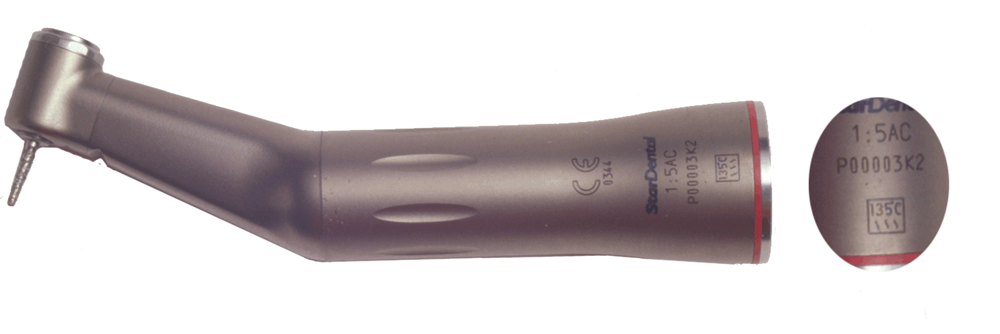 CE
0344
StarDental
1:5AC
P00003K2
135C
StarDental
1:5AC
P00003K2
135C